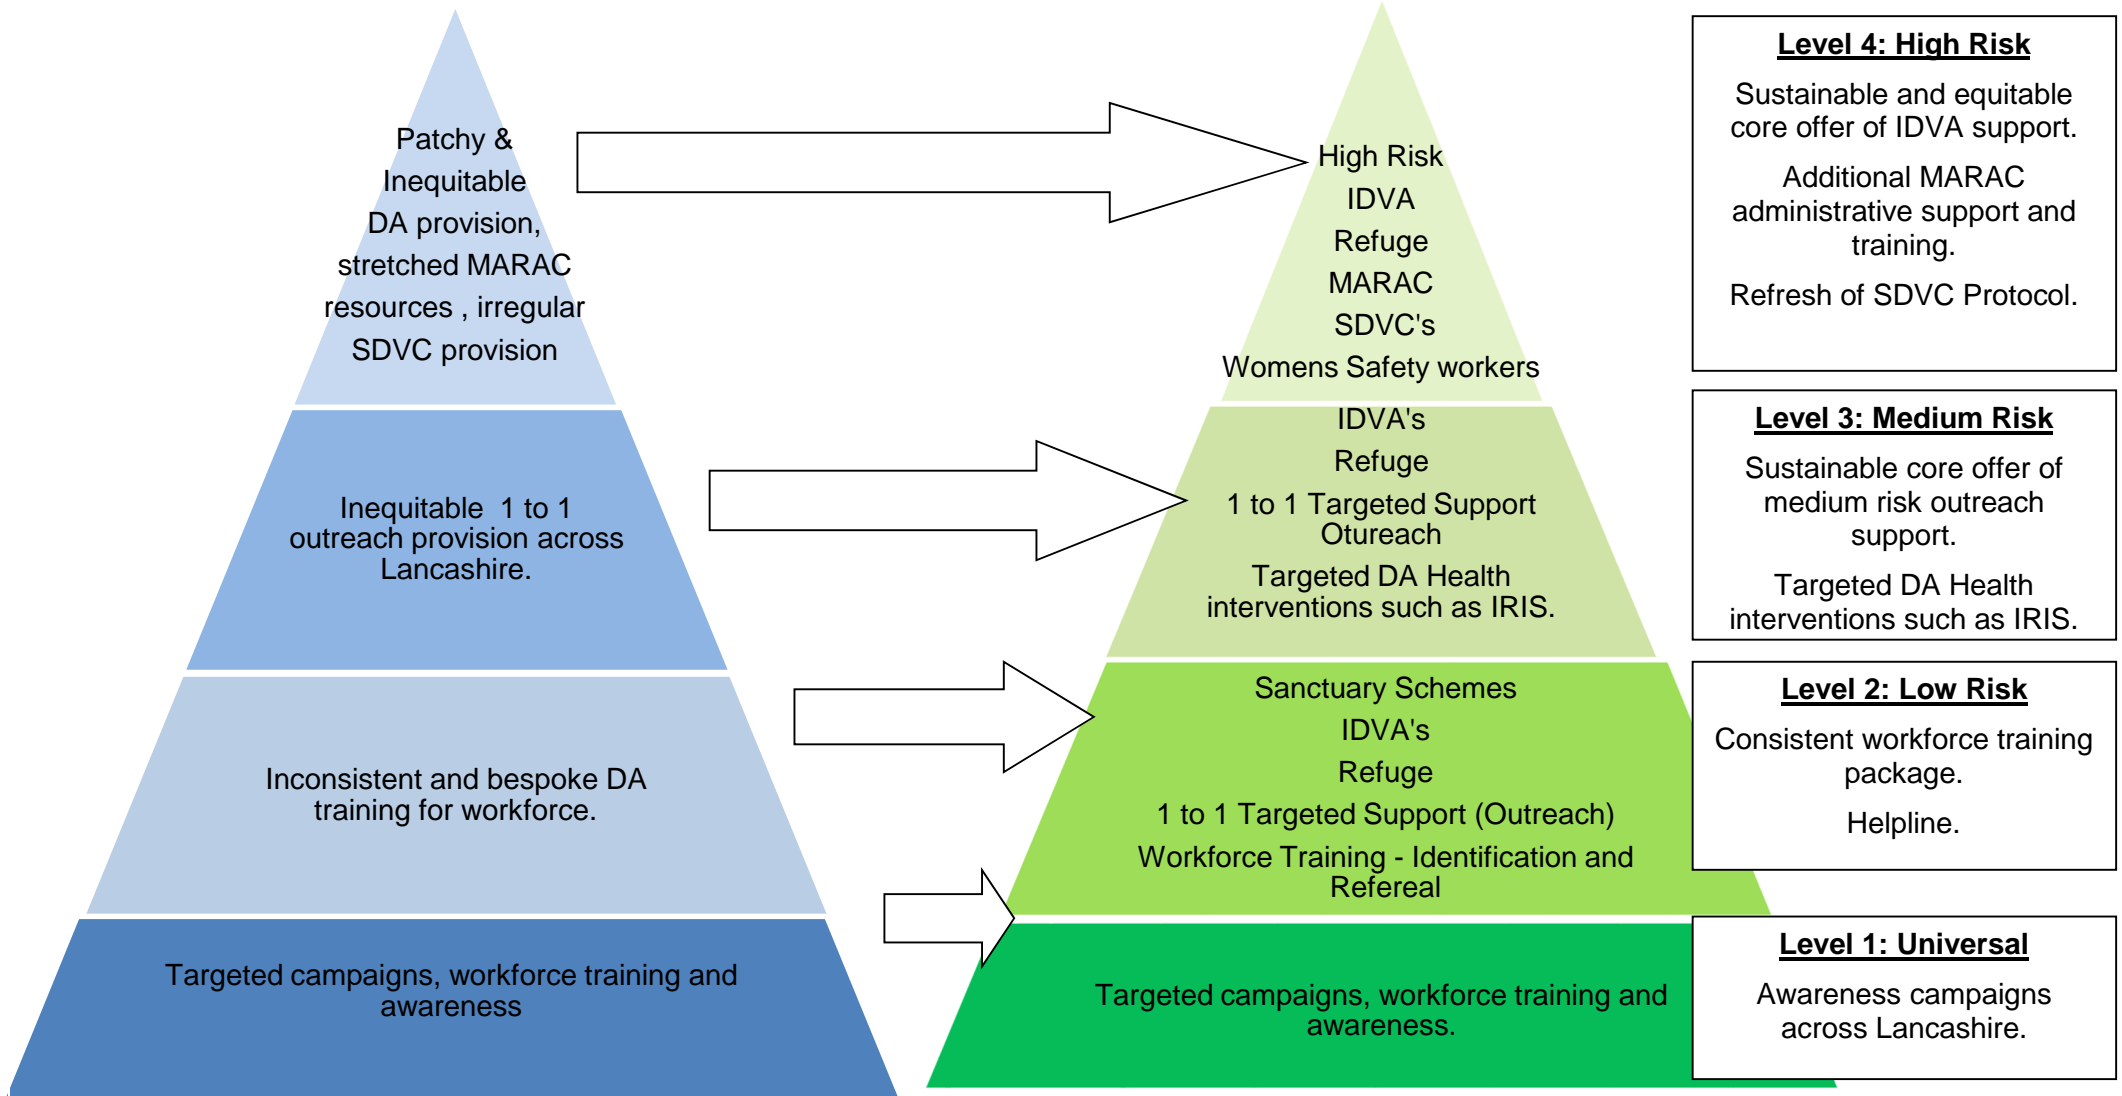 Patchy &
Inequitable
DA provision,
stretched MARAC
resources , irregular
SDVC provision
Inequitable  1 to 1
outreach provision across
Lancashire.
Inconsistent and bespoke DA
training for workforce.
Targeted campaigns, workforce training and
awareness
High Risk
IDVA
Refuge
MARAC
SDVC's
Womens Safety workers
IDVA's
Refuge
1 to 1 Targeted Support
Otureach
Targeted DA Health
interventions such as IRIS.
Sanctuary Schemes
IDVA's
Refuge
1 to 1 Targeted Support (Outreach)
Workforce Training - Identification and
Refereal
Targeted campaigns, workforce training and
awareness.
Level 4: High Risk
Sustainable and equitable
core offer of IDVA support.
Additional MARAC
administrative support and
training.
Refresh of SDVC Protocol.
Level 3: Medium Risk
Sustainable core offer of
medium risk outreach
support.
Targeted DA Health
interventions such as IRIS.
Level 2: Low Risk
Consistent workforce training
package.
Helpline.
Level 1: Universal
Awareness campaigns
across Lancashire.